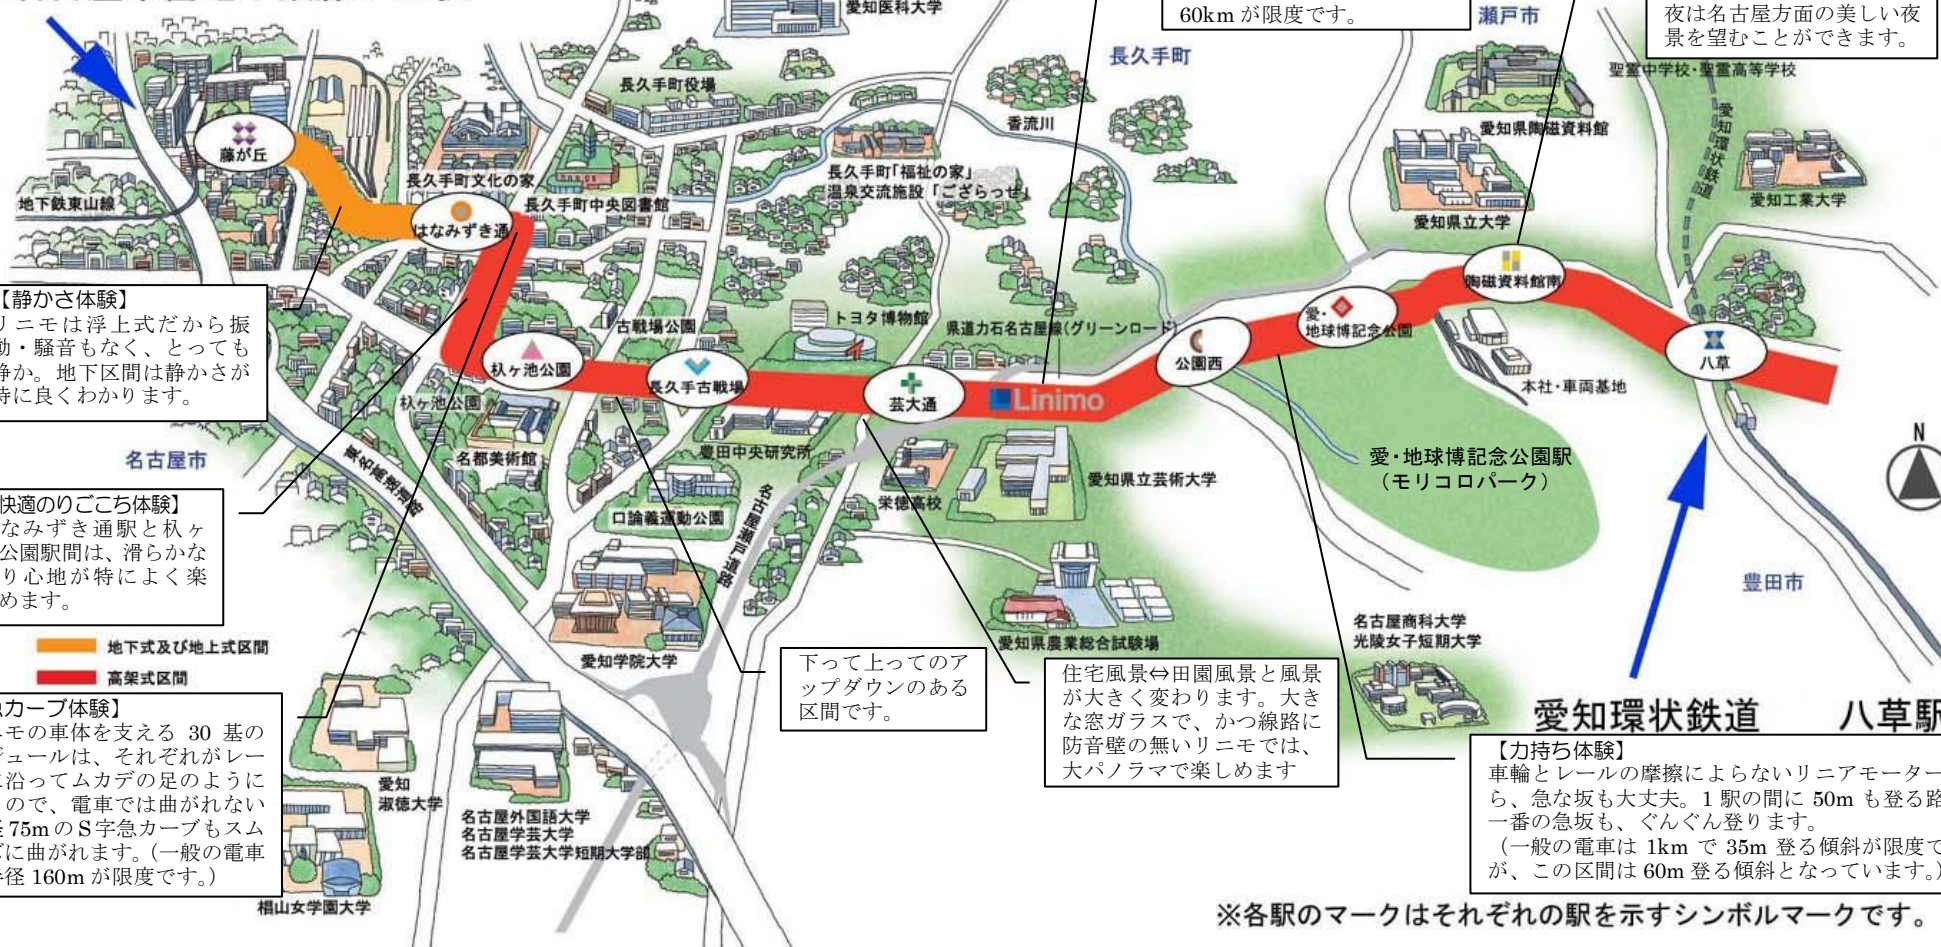 愛知医科大学
60kmが限度です。
瀬戸市
夜は名古屋方面の美しい夜
景を望むことができます。
長久手町
聖霊中学校・聖霊高等学校
長久手町役場
愛知環状鉄道
香流川
愛知県陶磁資料館
藤が丘
長久手町文化の家
長久手町「福祉の家」
温泉交流施設「ござらっせ」
愛知工業大学
地下鉄東山線
長久手町中央図書館
愛知県立大学
はなみずき通
陶磁資料館南
【静かさ体験】
リニモは浮上式だから振
動・騒音もなく、とっても
静か。地下区間は静かさが
特に良くわかります。
古戦場公園
トヨタ博物館
県道力石名古屋線(グリーンロード)
愛・
地球博記念公園
杁ヶ池公園
長久手古戦場
公園西
八草
杁ヶ池公園
芸大通
Linimo
本社・車両基地
N
名古屋市
東名高速道路
名都美術館
豊田中央研究所
愛・地球博記念公園駅
（モリコロパーク）
愛知県立芸術大学
栄徳高校
快適のりごこち体験】
なみずき通駅と杁ヶ
公園駅間は、滑らかな
り心地が特によく楽
めます。
口論義運動公園
名古屋瀬戸道路
豊田市
地下式及び地上式区間
高架式区間
愛知学院大学
愛知県農業総合試験場
名古屋商科大学
光陵女子短期大学
下って上ってのア
ップダウンのある
区間です。
住宅風景⇔田園風景と風景
が大きく変わります。大き
な窓ガラスで、かつ線路に
防音壁の無いリニモでは、
大パノラマで楽しめます
カーブ体験】
モの車体を支える 30 基の
ュールは、それぞれがレー
沿ってムカデの足のように
ので、電車では曲がれない
75mのS字急カーブもスム
に曲がれます。（一般の電車
径 160m が限度です。）
愛知
淑徳大学
名古屋外国語大学
名古屋学芸大学
名古屋学芸大学短期大学部
椙山女学園大学
愛知環状鉄道 八草駅
【力持ち体験】
車輪とレールの摩擦によらないリニアモーター
ら、急な坂も大丈夫。1 駅の間に 50m も登る路
一番の急坂も、ぐんぐん登ります。
（一般の電車は 1km で 35m 登る傾斜が限度で
が、この区間は 60m 登る傾斜となっています。）
※各駅のマークはそれぞれの駅を示すシンボルマークです。